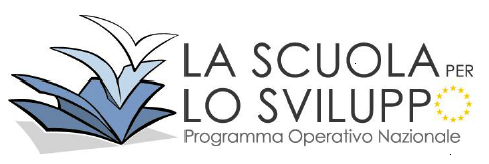 LA SCUOLA PER
LO SVILUPPO
Programma Operativo Nazionale